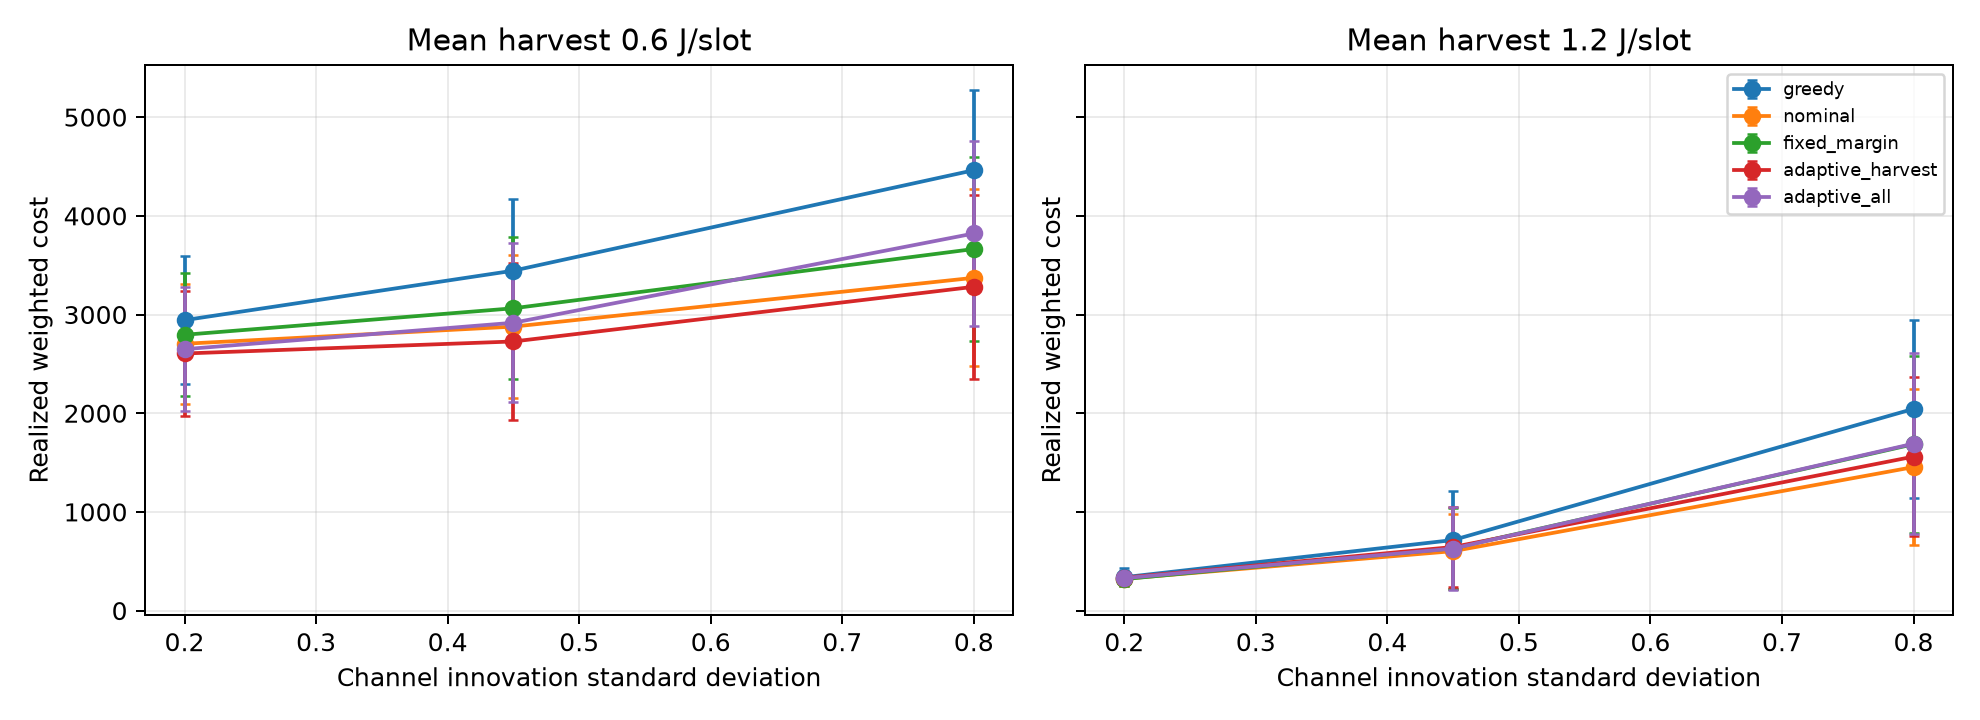 Mean harvest 0.6 J/slot
Realized weighted cost
5000
4000
3000
2000
1000
0
0.2 0.3 0.4 0.5 0.6 0.7 0.8
Channel innovation standard deviation
Mean harvest 1.2 J/slot
Realized weighted cost
greedy
nominal
fixed_margin
adaptive_harvest
adaptive_all
0.2 0.3 0.4 0.5 0.6 0.7 0.8
Channel innovation standard deviation